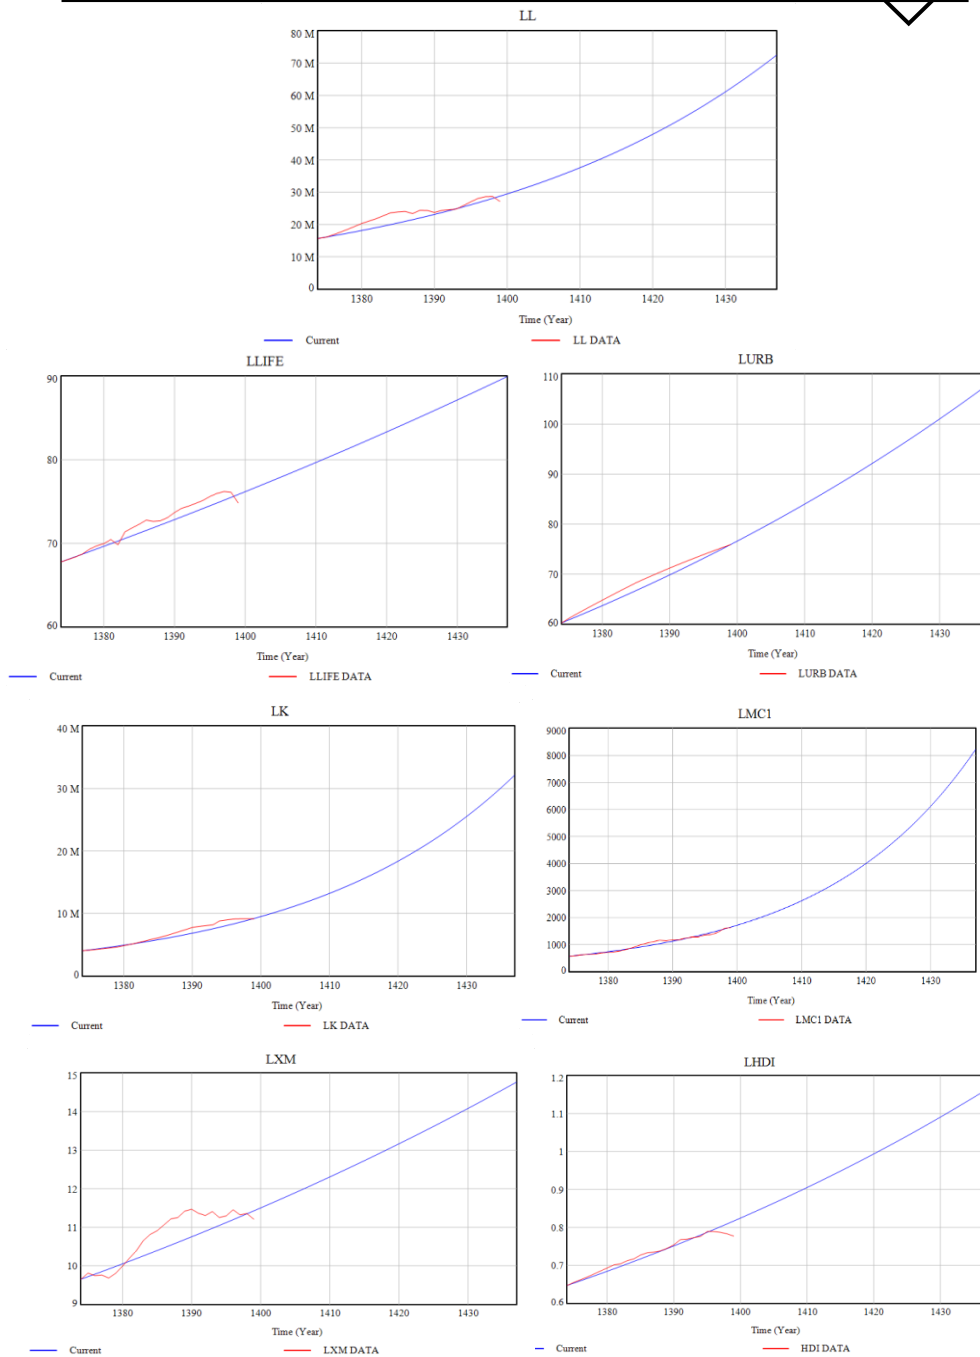 LL
80 M
70 M
60 M
50 M
40 M
30 M
20 M
10 M
0
1380 1390 1400 1410 1420 1430
Time (Year)
Current LL DATA
LLIFE
90
80
70
60
1380 1390 1400 1410 1420 1430
Time (Year)
Current LLIFE DATA
LURB
110
100
90
80
70
60
1380 1390 1400 1410 1420 1430
Time (Year)
Current LURB DATA
LK
40 M
30 M
20 M
10 M
0
1380 1390 1400 1410 1420 1430
Time (Year)
Current LK DATA
LMC1
9000
8000
7000
6000
5000
4000
3000
2000
1000
0
1380 1390 1400 1410 1420 1430
Time (Year)
Current LMC1 DATA
LXM
15
14
13
12
11
10
9
1380 1390 1400 1410 1420 1430
Time (Year)
Current LXM DATA
LHDI
1.2
1.1
1
0.9
0.8
0.7
0.6
1380 1390 1400 1410 1420 1430
Time (Year)
Current HDI DATA